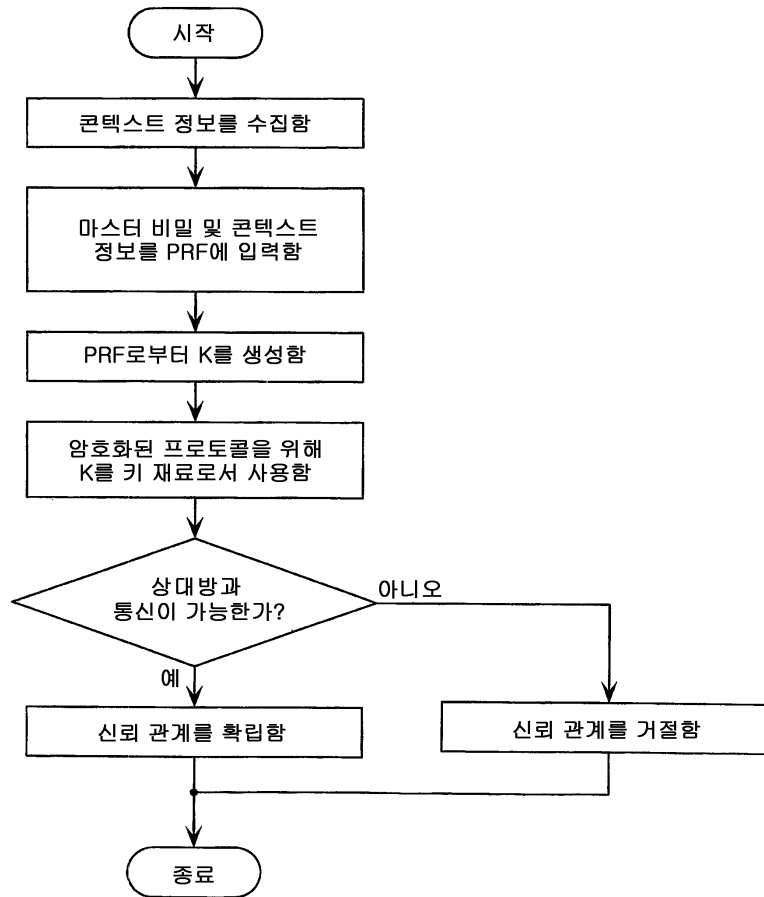 시작
콘텍스트 정보를 수집함
마스터 비밀 및 콘텍스트
정보를 PRF에 입력함
PRF로부터 K를 생성함
암호화된 프로토콜을 위해
K를 키 재료로서 사용함
상대방과
통신이 가능한가?
아니오
예
신뢰 관계를 확립함
신뢰 관계를 거절함
종료